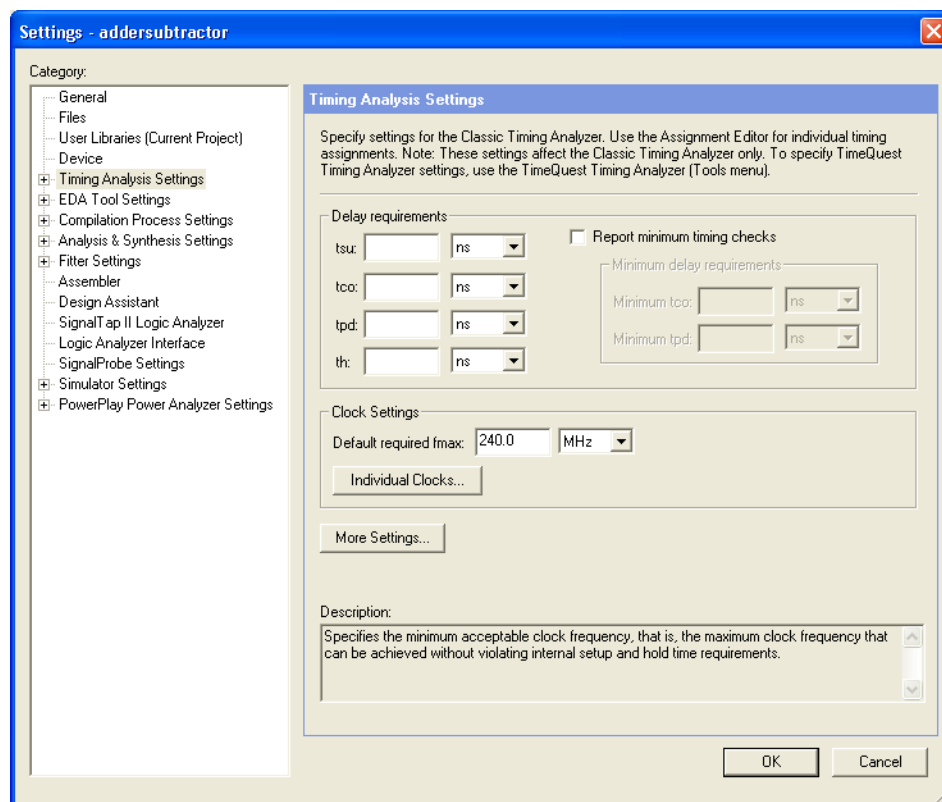 Settings - addersubtractor
Category:
General
Files
User Libraries (Current Project)
Device
Timing Analysis Settings
EDA Tool Settings
Compilation Process Settings
Analysis & Synthesis Settings
Fitter Settings
Assembler
Design Assistant
SignalTap II Logic Analyzer
Logic Analyzer Interface
SignalProbe Settings
Simulator Settings
PowerPlay Power Analyzer Settings
Timing Analysis Settings
Specify settings for the Classic Timing Analyzer. Use the Assignment Editor for individual timing
assignments. Note: These settings affect the Classic Timing Analyzer only. To specify TimeQuest
Timing Analyzer settings, use the TimeQuest Timing Analyzer (Tools menu).
Delay requirements
tsu: ns
tco: ns
tpd: ns
th: ns
Report minimum timing checks
Minimum delay requirements
Minimum tco: ns
Minimum tpd: ns
Clock Settings
Default required fmax: 240.0 MHz
Individual Clocks...
More Settings...
Description:
Specifies the minimum acceptable clock frequency, that is, the maximum clock frequency that
can be achieved without violating internal setup and hold time requirements.
OK Cancel